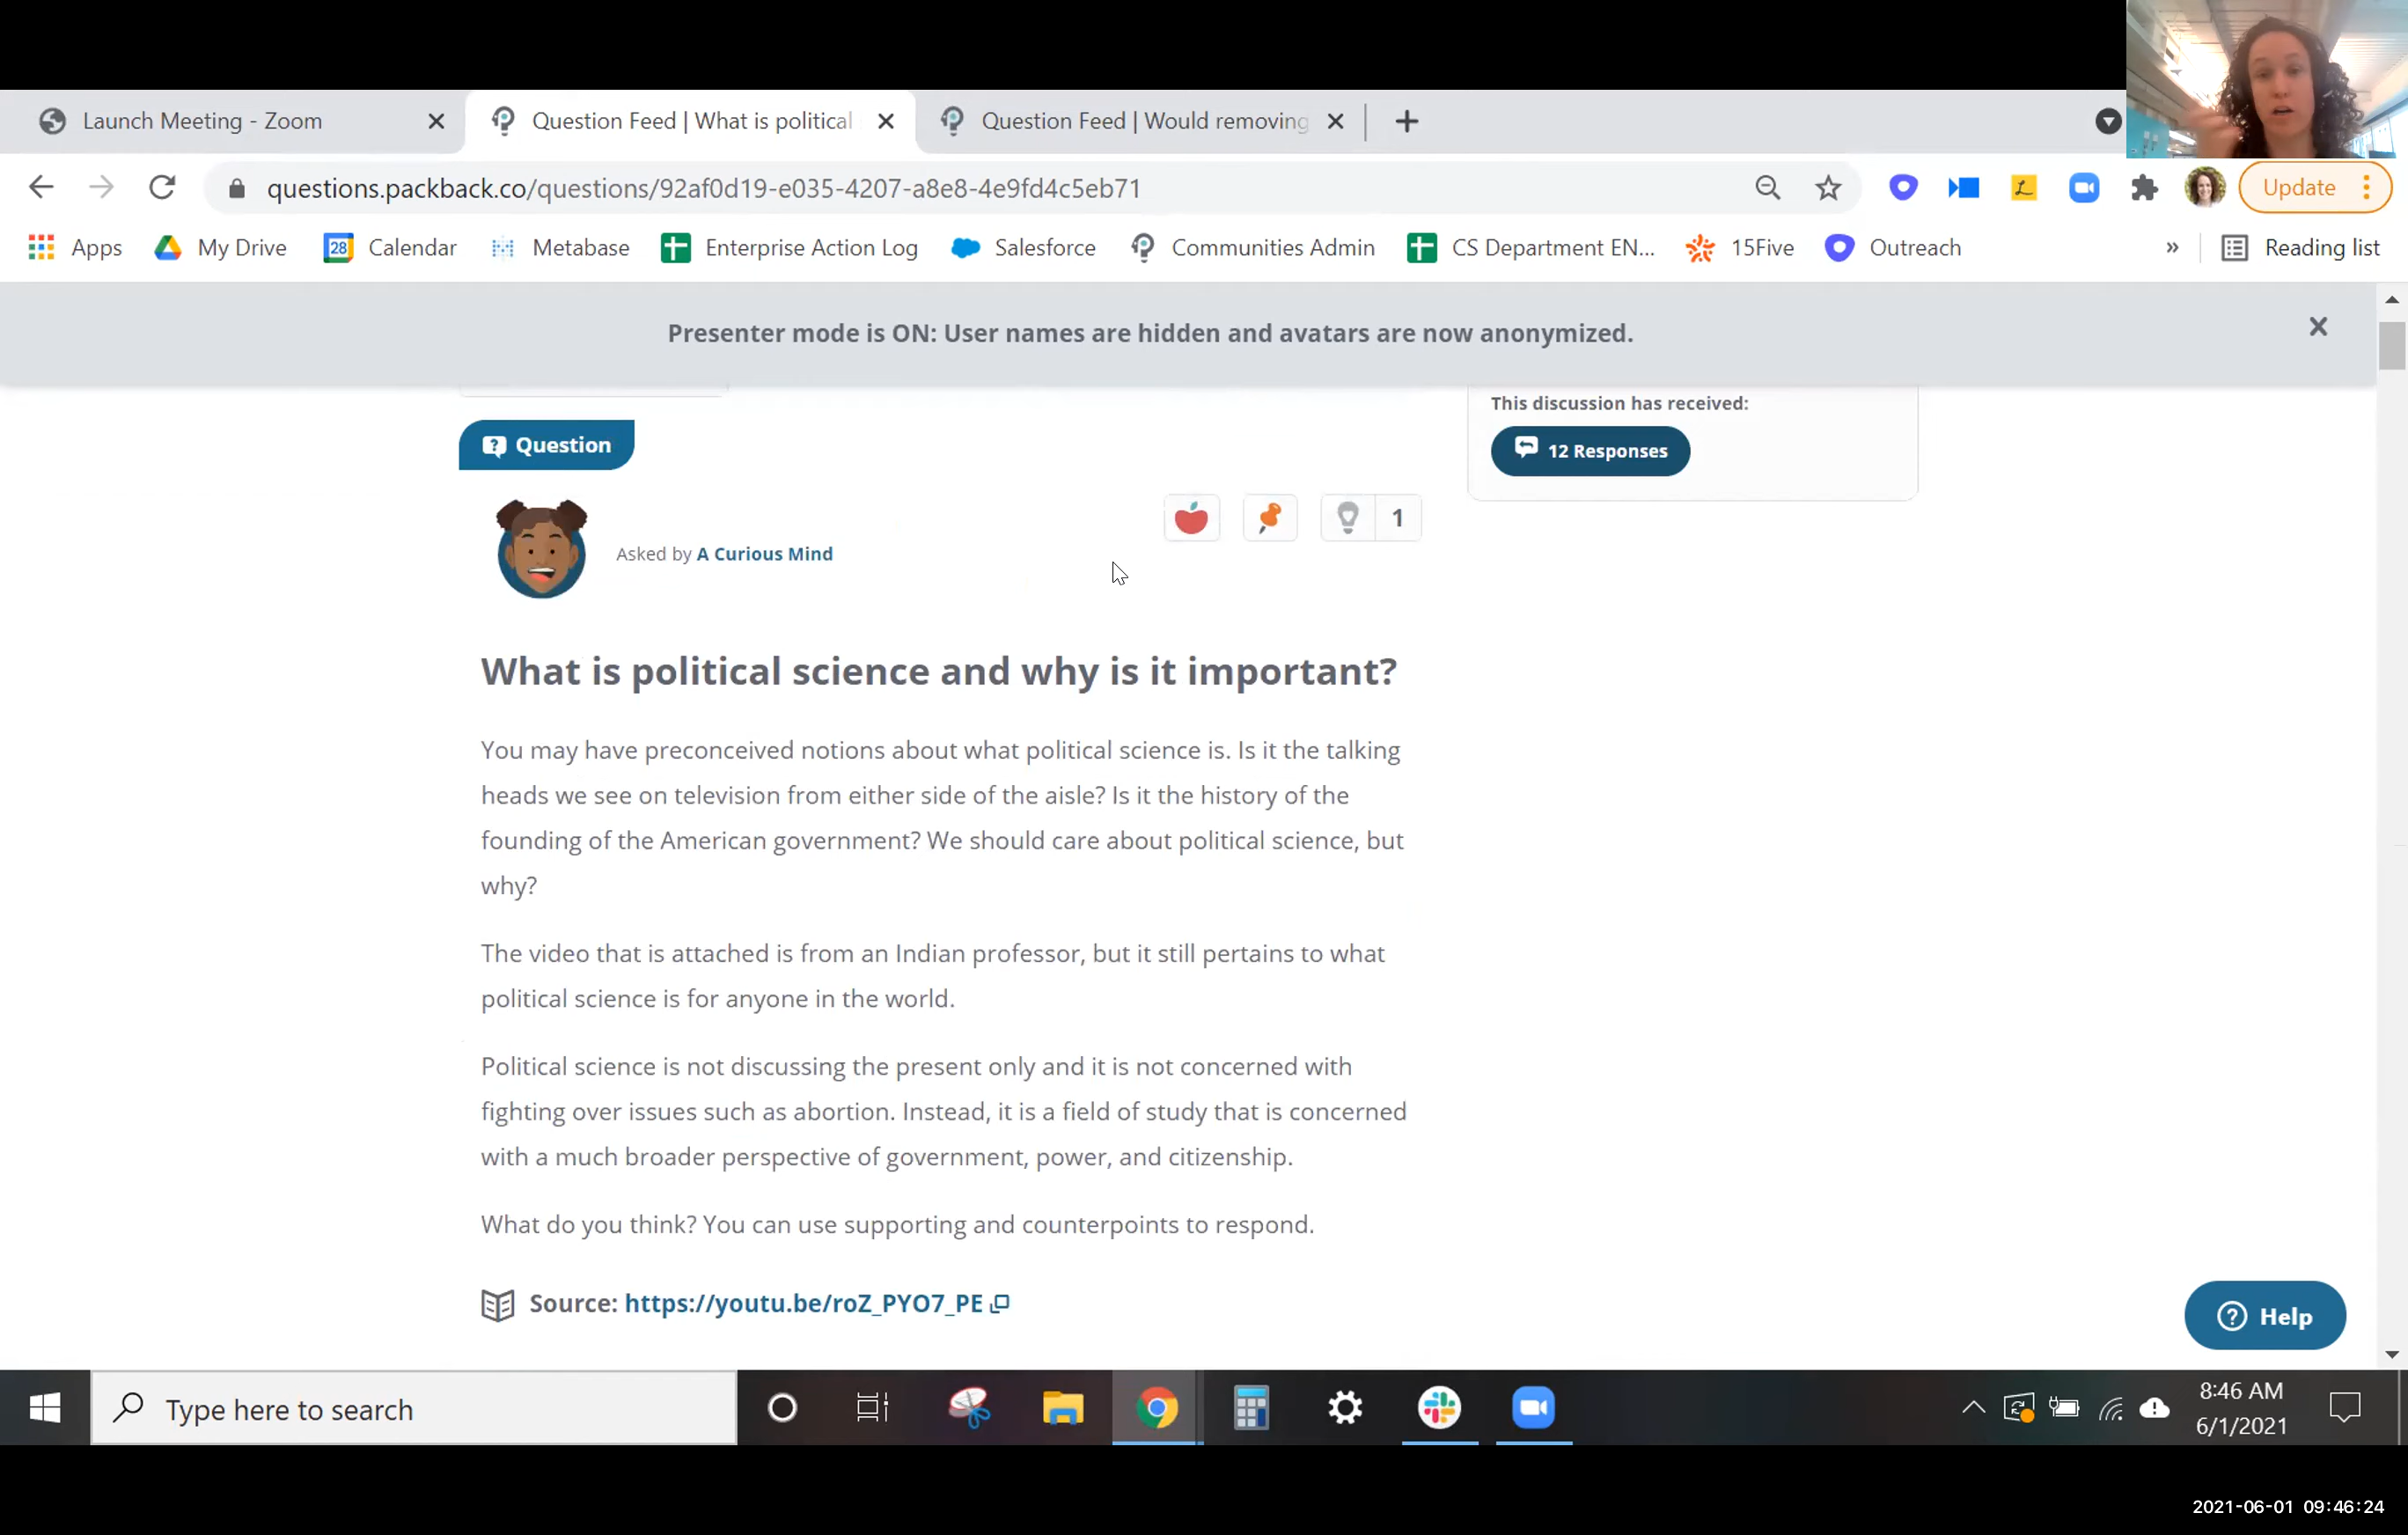 Launch Meeting - Zoom
Question Feed | What is political
Question Feed | Would removing
questions.packback.co/questions/92af0d19-e035-4207-a8e8-4e9fd4c5eb71
Update
Apps
My Drive
28
Calendar
Metabase
Enterprise Action Log
Salesforce
Communities Admin
CS Department EN...
15Five
Outreach
»
Reading list
Presenter mode is ON: User names are hidden and avatars are now anonymized.
This discussion has received:
12 Responses
Question
1
Asked by A Curious Mind
What is political science and why is it important?
You may have preconceived notions about what political science is. Is it the talking
heads we see on television from either side of the aisle? Is it the history of the
founding of the American government? We should care about political science, but
why?
The video that is attached is from an Indian professor, but it still pertains to what
political science is for anyone in the world.
Political science is not discussing the present only and it is not concerned with
fighting over issues such as abortion. Instead, it is a field of study that is concerned
with a much broader perspective of government, power, and citizenship.
What do you think? You can use supporting and counterpoints to respond.
Source: https://youtu.be/roZ_PYO7_PE
Help
Type here to search
8:46 AM
6/1/2021
2021-06-01 09:46:24